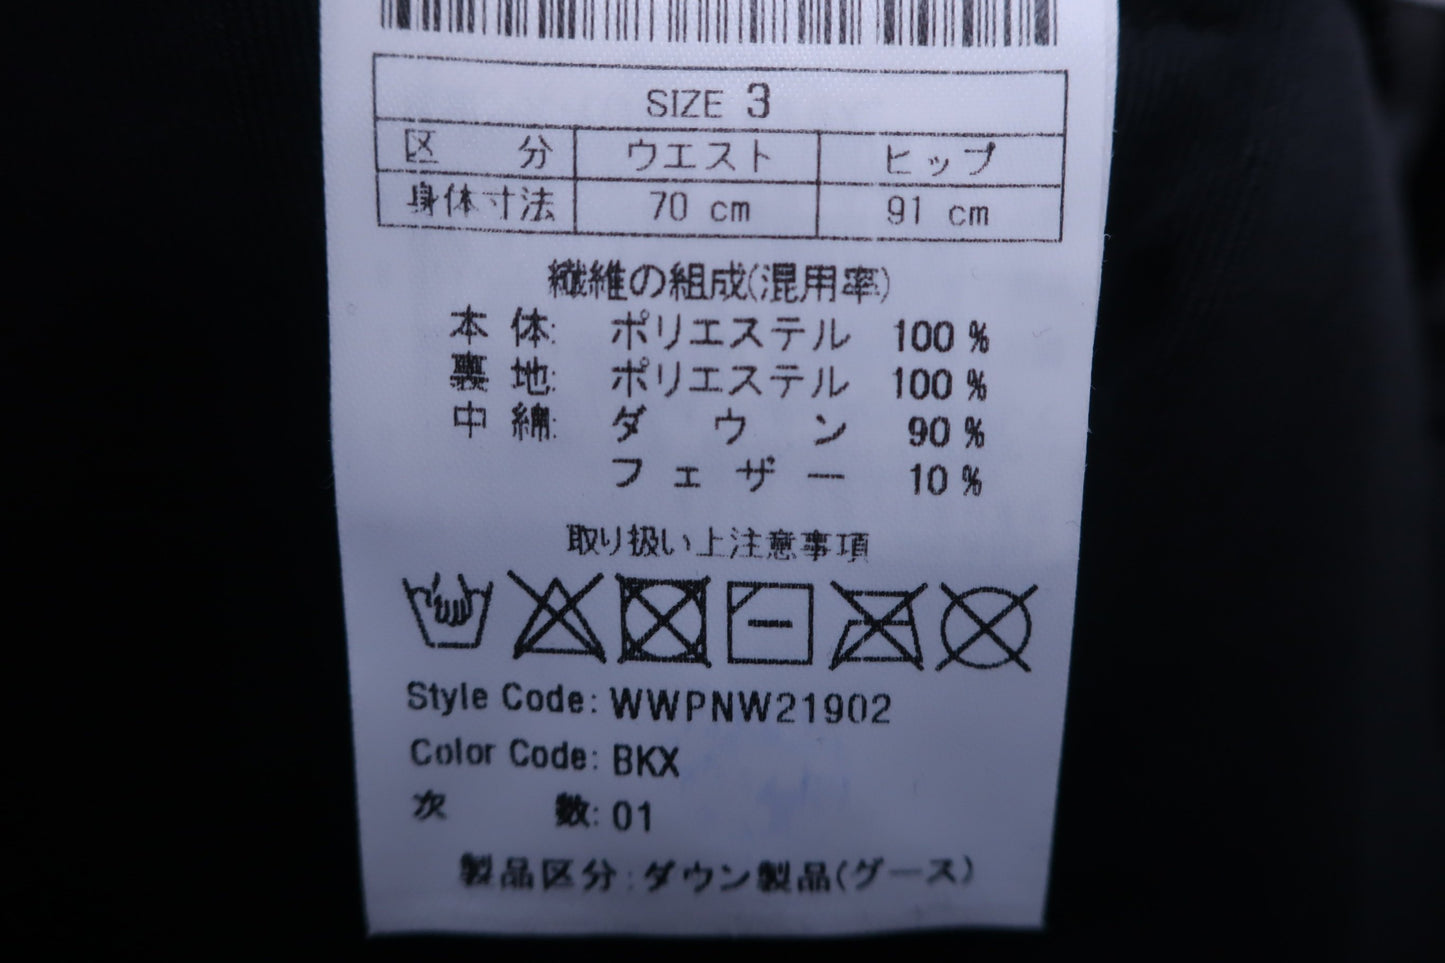 SIZE 3
区 分 ウエスト ヒップ
身体寸法 70 cm 91 cm
繊維の組成(混用率)
本 体: ポリエステル 100 %
裏 地: ポリエステル 100 %
中 綿: ダ ウ ン 90 %
フェザー 10 %
取り扱い上注意事項
Style Code: WWPNW21902
Color Code: BKX
次 数: 01
製品区分:ダウン製品(グース)